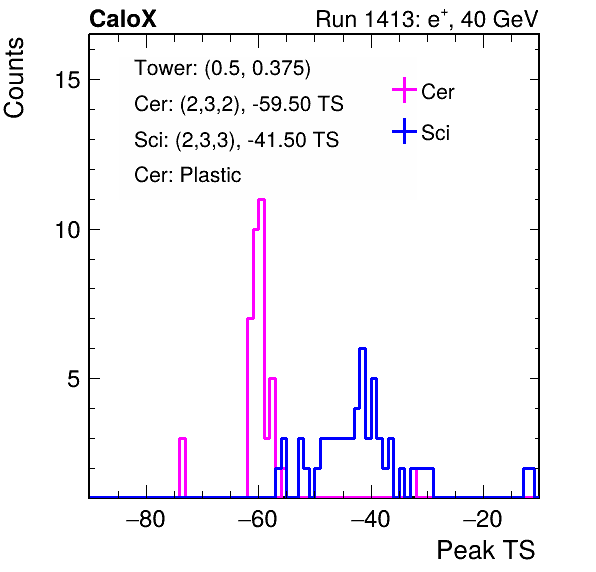 CaloX Run 1413: e⁺, 40 GeV
Counts
Tower: (0.5, 0.375)
Cer: (2,3,2), -59.50 TS
Sci: (2,3,3), -41.50 TS
Cer: Plastic
Cer
Sci
15
10
5
−80 −60 −40 −20
Peak TS